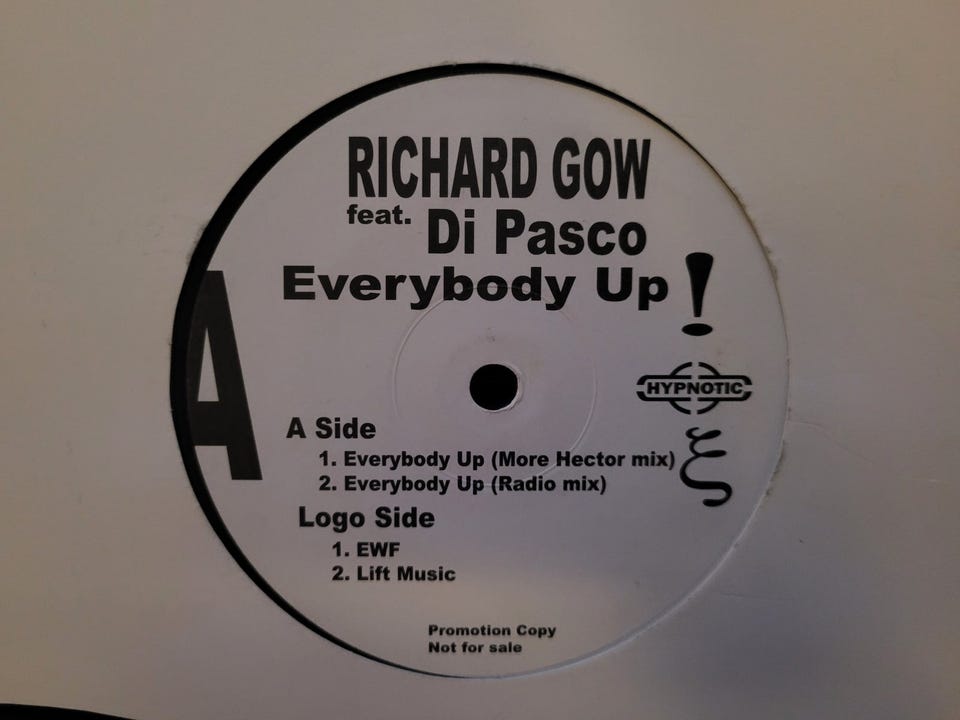 RICHARD GOW
feat. Di Pasco
Everybody Up!
A
HYPNOTIC
A Side
1. Everybody Up (More Hector mix)
2. Everybody Up (Radio mix)
Logo Side
1. EWF
2. Lift Music
Promotion Copy
Not for sale